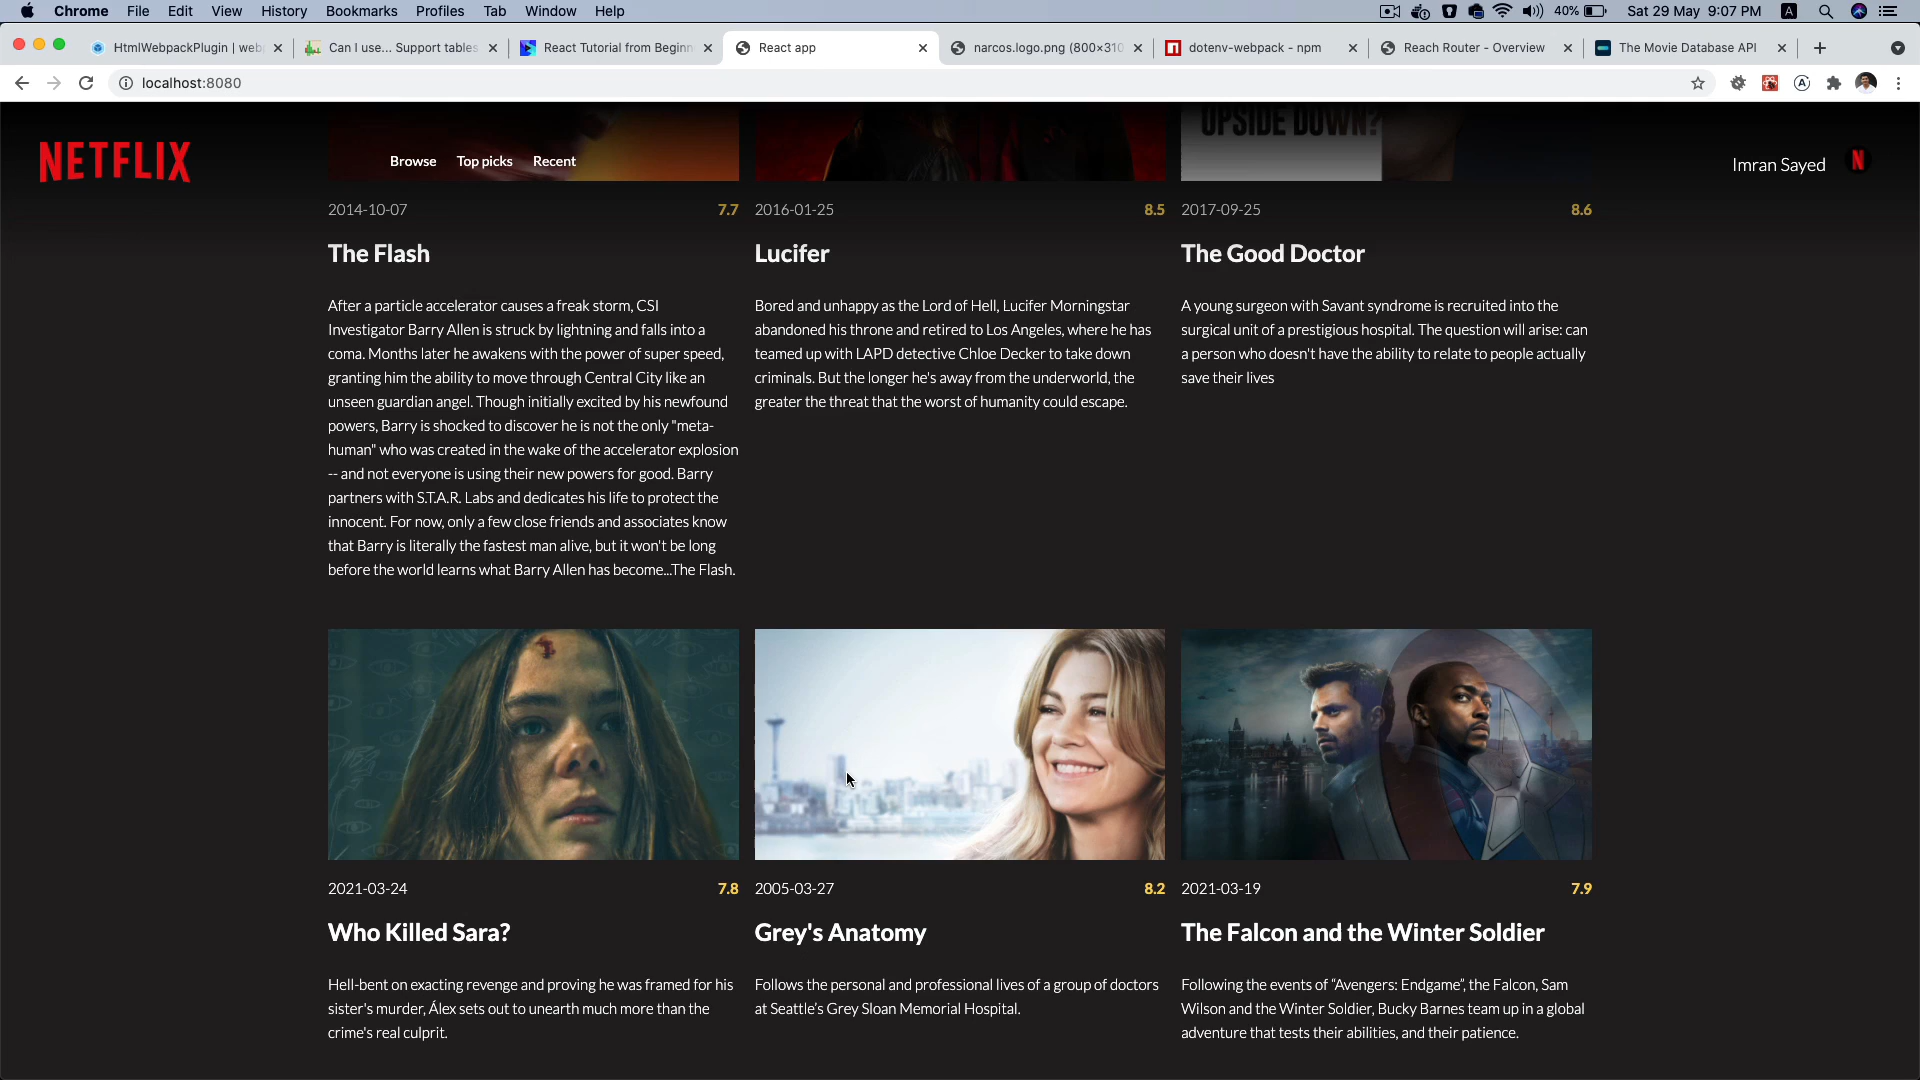 Chrome File Edit View History Bookmarks Profiles Tab Window Help 40% Sat 29 May 9:07 PM A
HtmlWebpackPlugin | web Can I use... Support tables React Tutorial from Beginn React app narcos.logo.png (800×310 dotenv-webpack - npm Reach Router - Overview The Movie Database API
localhost:8080
UPSIDE DOWN?
NETFLIX Browse Top picks Recent Imran Sayed N
2014-10-07 7.7 2016-01-25 8.5 2017-09-25 8.6
The Flash
After a particle accelerator causes a freak storm, CSI
Investigator Barry Allen is struck by lightning and falls into a
coma. Months later he awakens with the power of super speed,
granting him the ability to move through Central City like an
unseen guardian angel. Though initially excited by his newfound
powers, Barry is shocked to discover he is not the only "meta-
human" who was created in the wake of the accelerator explosion
-- and not everyone is using their new powers for good. Barry
partners with S.T.A.R. Labs and dedicates his life to protect the
innocent. For now, only a few close friends and associates know
that Barry is literally the fastest man alive, but it won't be long
before the world learns what Barry Allen has become...The Flash.
Lucifer
Bored and unhappy as the Lord of Hell, Lucifer Morningstar
abandoned his throne and retired to Los Angeles, where he has
teamed up with LAPD detective Chloe Decker to take down
criminals. But the longer he's away from the underworld, the
greater the threat that the worst of humanity could escape.
The Good Doctor
A young surgeon with Savant syndrome is recruited into the
surgical unit of a prestigious hospital. The question will arise: can
a person who doesn't have the ability to relate to people actually
save their lives
2021-03-24 7.8
Who Killed Sara?
Hell-bent on exacting revenge and proving he was framed for his
sister's murder, Álex sets out to unearth much more than the
crime's real culprit.
2005-03-27 8.2
Grey's Anatomy
Follows the personal and professional lives of a group of doctors
at Seattle’s Grey Sloan Memorial Hospital.
2021-03-19 7.9
The Falcon and the Winter Soldier
Following the events of “Avengers: Endgame”, the Falcon, Sam
Wilson and the Winter Soldier, Bucky Barnes team up in a global
adventure that tests their abilities, and their patience.